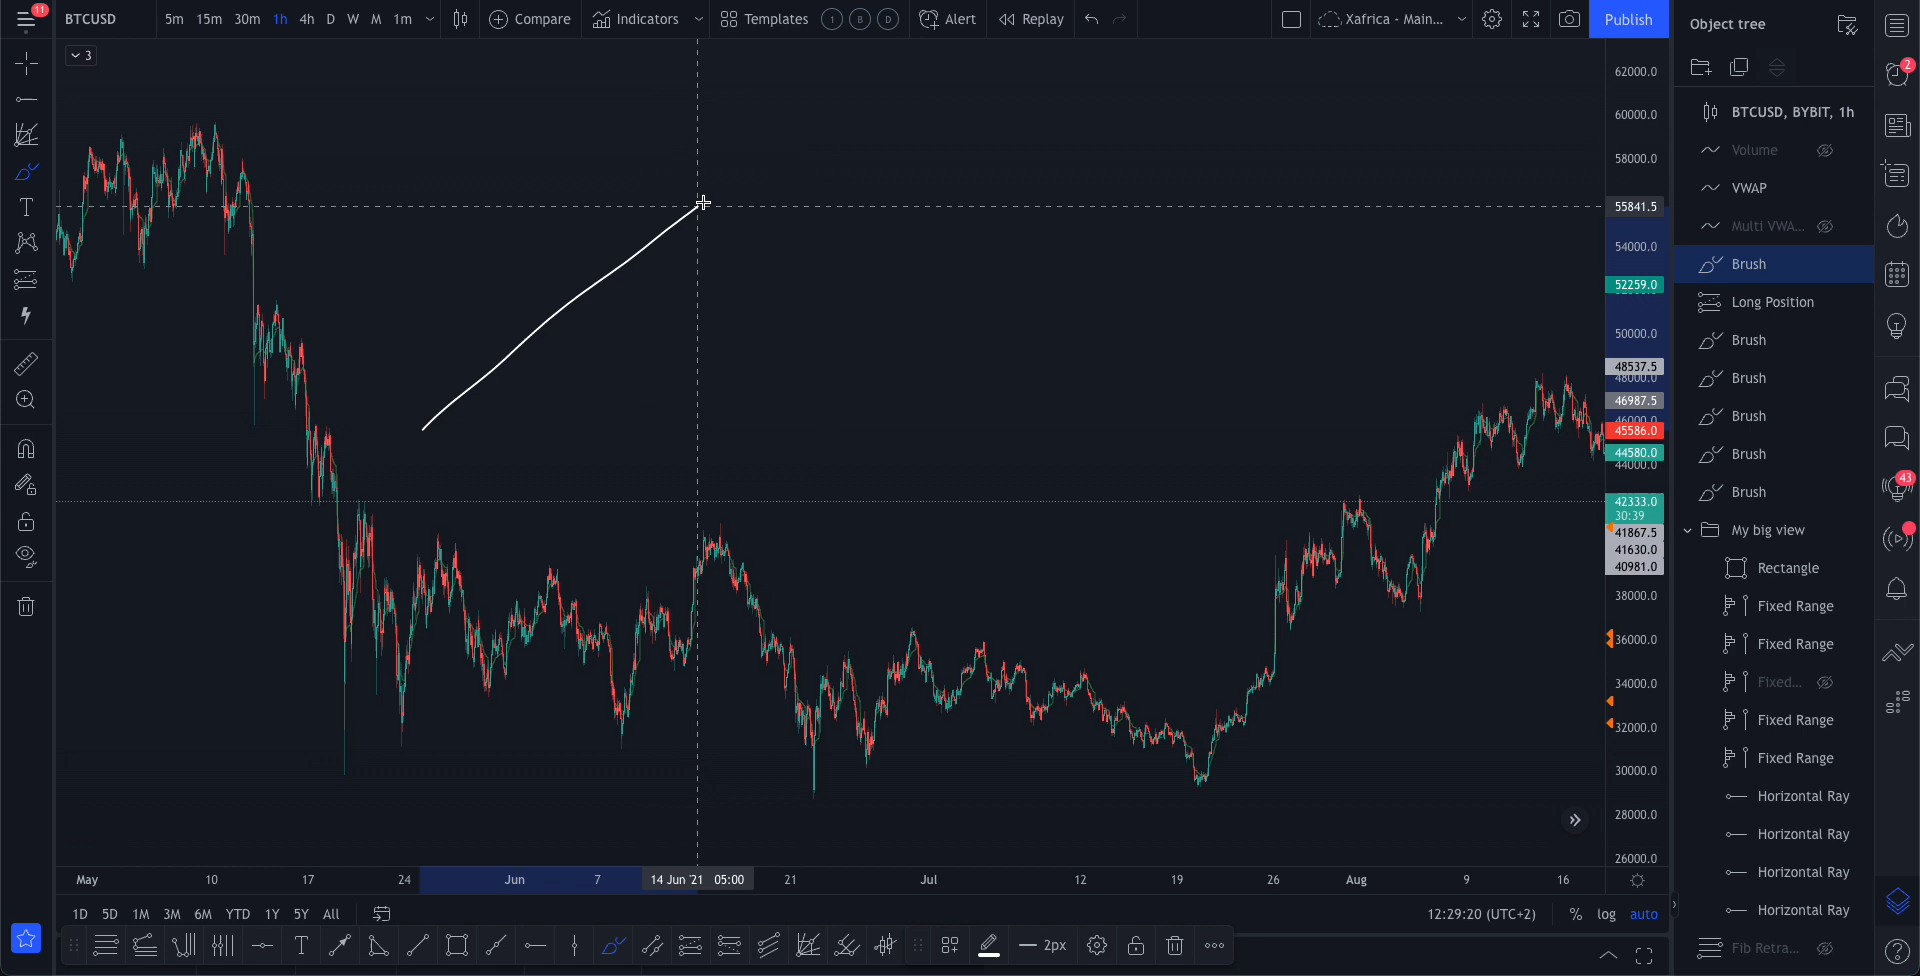 11
BTCUSD 5m 15m 30m 1h 4h D W M 1m Compare Indicators Templates 1 B D Alert Replay Xafrica - Main... Publish
Object tree
3
62000.0
60000.0
58000.0
55841.5
54000.0
52259.0
50000.0
48537.5
48000.0
46987.5
46000.0
45586.0
44580.0
44000.0
42333.0
30:39
41867.5
41630.0
40981.0
38000.0
36000.0
34000.0
32000.0
30000.0
28000.0
26000.0
BTCUSD, BYBIT, 1h
Volume
VWAP
Multi VWA...
Brush
Long Position
Brush
Brush
Brush
Brush
Brush
My big view
Rectangle
Fixed Range
Fixed Range
Fixed...
Fixed Range
Fixed Range
Horizontal Ray
Horizontal Ray
Horizontal Ray
Horizontal Ray
Fib Retra...
2
43
May 10 17 24 Jun 7 14 Jun '21 05:00 21 Jul 12 19 26 Aug 9 16
1D 5D 1M 3M 6M YTD 1Y 5Y All 12:29:20 (UTC+2) % log auto
T 2px